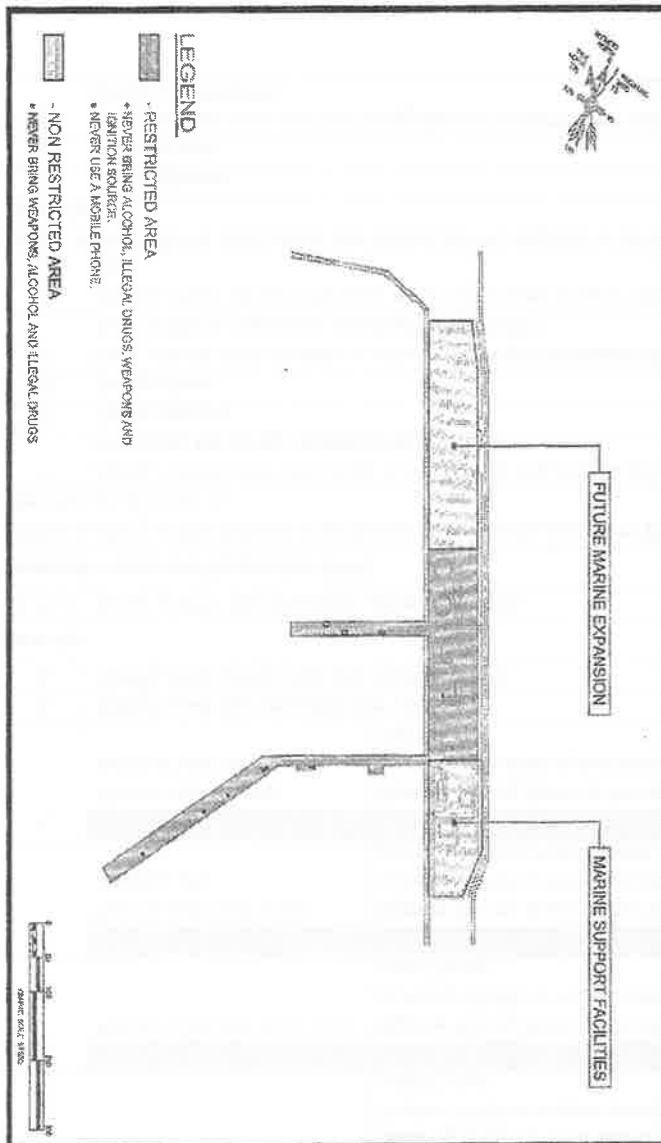 LEGEND
- RESTRICTED AREA
• NEVER BRING ALCOHOL, ILLEGAL DRUGS, WEAPONS AND
IGNITION SOURCE.
• NEVER USE A MOBILE PHONE.
- NON RESTRICTED AREA
• NEVER BRING WEAPONS, ALCOHOL AND ILLEGAL DRUGS
FUTURE MARINE EXPANSION
MARINE SUPPORT FACILITIES